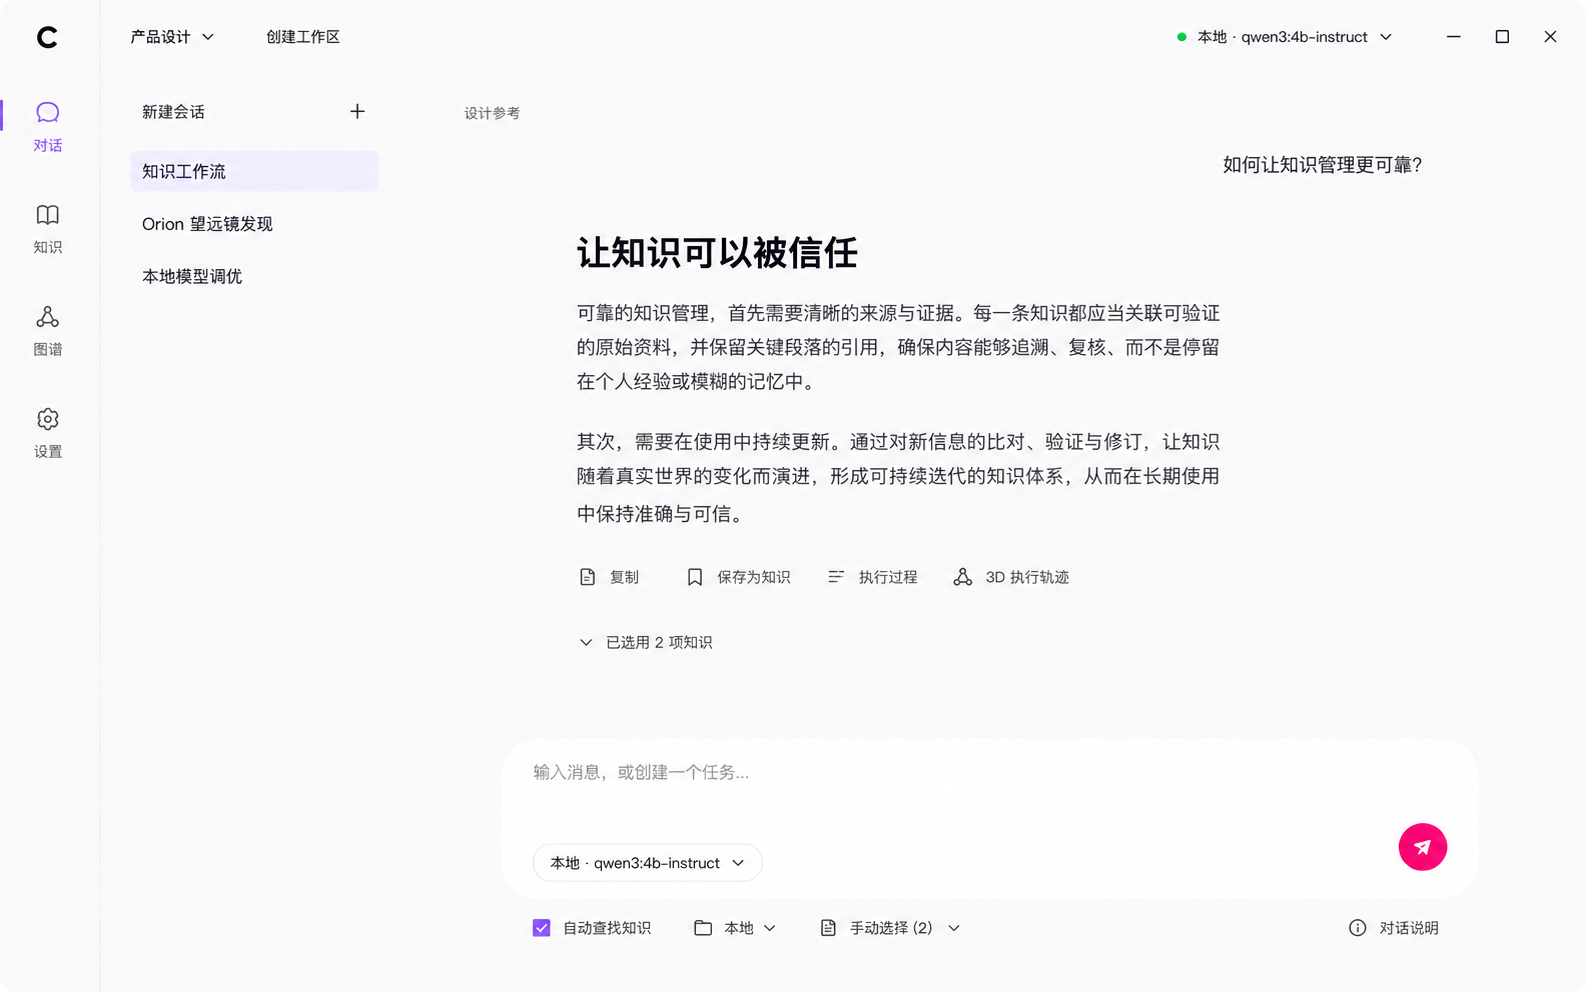 C
产品设计
创建工作区
本地 · qwen3:4b-instruct
对话
知识
图谱
设置
新建会话
知识工作流
Orion 望远镜发现
本地模型调优
设计参考
如何让知识管理更可靠?
让知识可以被信任
可靠的知识管理，首先需要清晰的来源与证据。每一条知识都应当关联可验证
的原始资料，并保留关键段落的引用，确保内容能够追溯、复核、而不是停留
在个人经验或模糊的记忆中。
其次，需要在使用中持续更新。通过对新信息的比对、验证与修订，让知识
随着真实世界的变化而演进，形成可持续迭代的知识体系，从而在长期使用
中保持准确与可信。
复制
保存为知识
执行过程
3D 执行轨迹
已选用 2 项知识
输入消息，或创建一个任务...
本地 · qwen3:4b-instruct
自动查找知识
本地
手动选择 (2)
对话说明